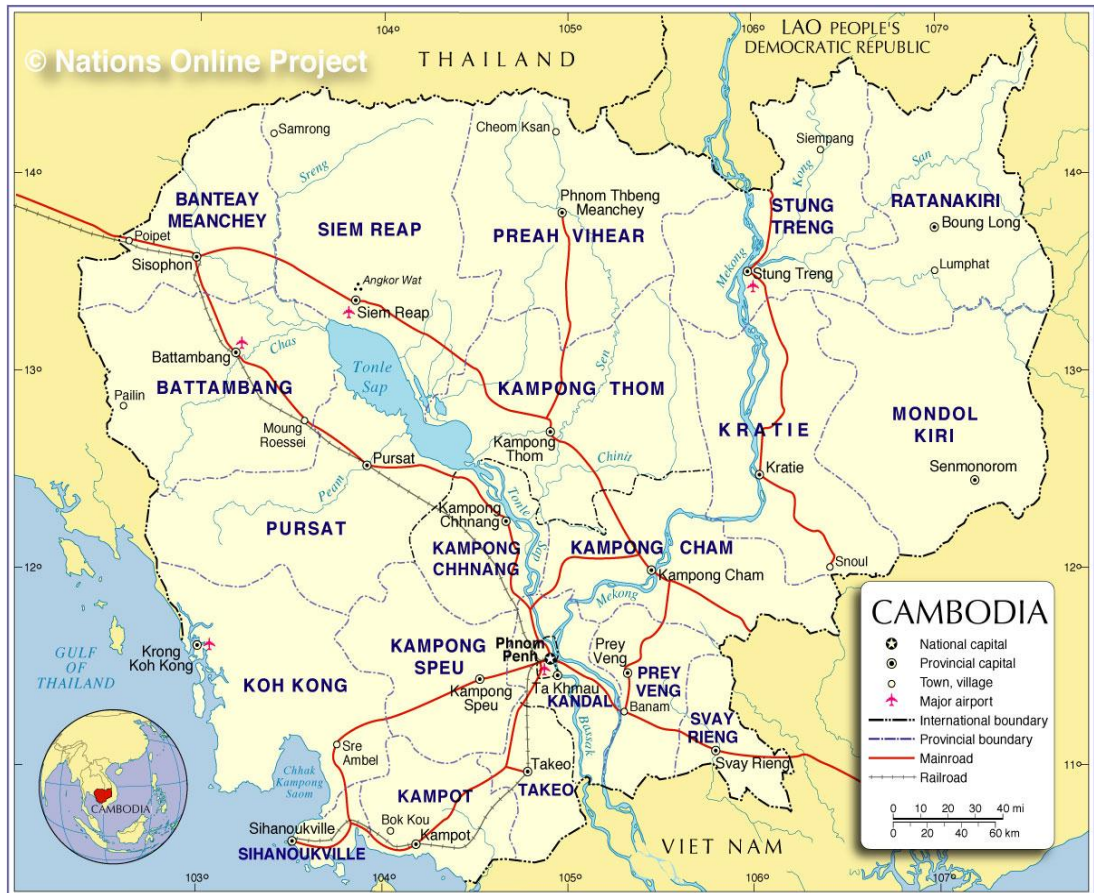 103°
104°
105°
106°
107°
LAO PEOPLE'S
DEMOCRATIC REPUBLIC
© Nations Online Project
THAILAND
Samrong
Cheom Ksan
Siempang
Sreng
Kong
San
14°
14°
BANTEAY
MEANCHEY
SIEM REAP
Phnom Thbeng
Meanchey
PREAH VIHEAR
STUNG
TRENG
RATANAKIRI
Boung Long
Poipet
Sisophon
Mekong
Stung Treng
Lumphat
Angkor Wat
Siem Reap
Chas
Battambang
Tonle
Sap
Sen
13°
13°
BATTAMBANG
Pailin
KAMPONG THOM
MONDOL
KIRI
Moung
Roessei
Kampong
Thom
KRATIE
Pursat
Chinit
Kratie
Senmonorom
Peam
Tonle
Sap
Kampong
Chhnang
PURSAT
KAMPONG
CHHNANG
KAMPONG CHAM
Kampong Cham
Snoul
12°
12°
Mekong
GULF
OF
THAILAND
Krong
Koh Kong
KOH KONG
KAMPONG
SPEU
Phnom
Penh
Prey
Veng
PREY
VENG
Kampong
Speu
Ta Khmau
KANDAL
Banam
Bassak
SVAY
RIENG
Svay Rieng
Sre
Ambel
Chhak
Kampong
Saom
Takeo
TAKEO
11°
KAMPOT
Bok Kou
Kampot
Sihanoukville
SIHANOUKVILLE
VIET NAM
CAMBODIA
CAMBODIA
National capital
Provincial capital
Town, village
Major airport
International boundary
Provincial boundary
Mainroad
Railroad
0 10 20 30 40 mi
0 20 40 60 km
103°
104°
105°
106°
107°